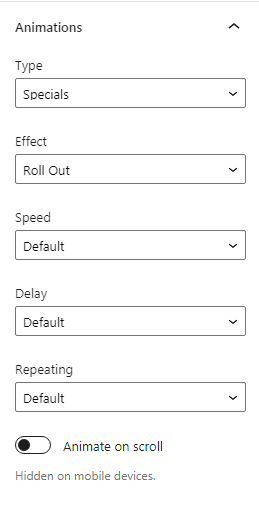 Animations
Type
Specials
Effect
Roll Out
Speed
Default
Delay
Default
Repeating
Default
Animate on scroll
Hidden on mobile devices.